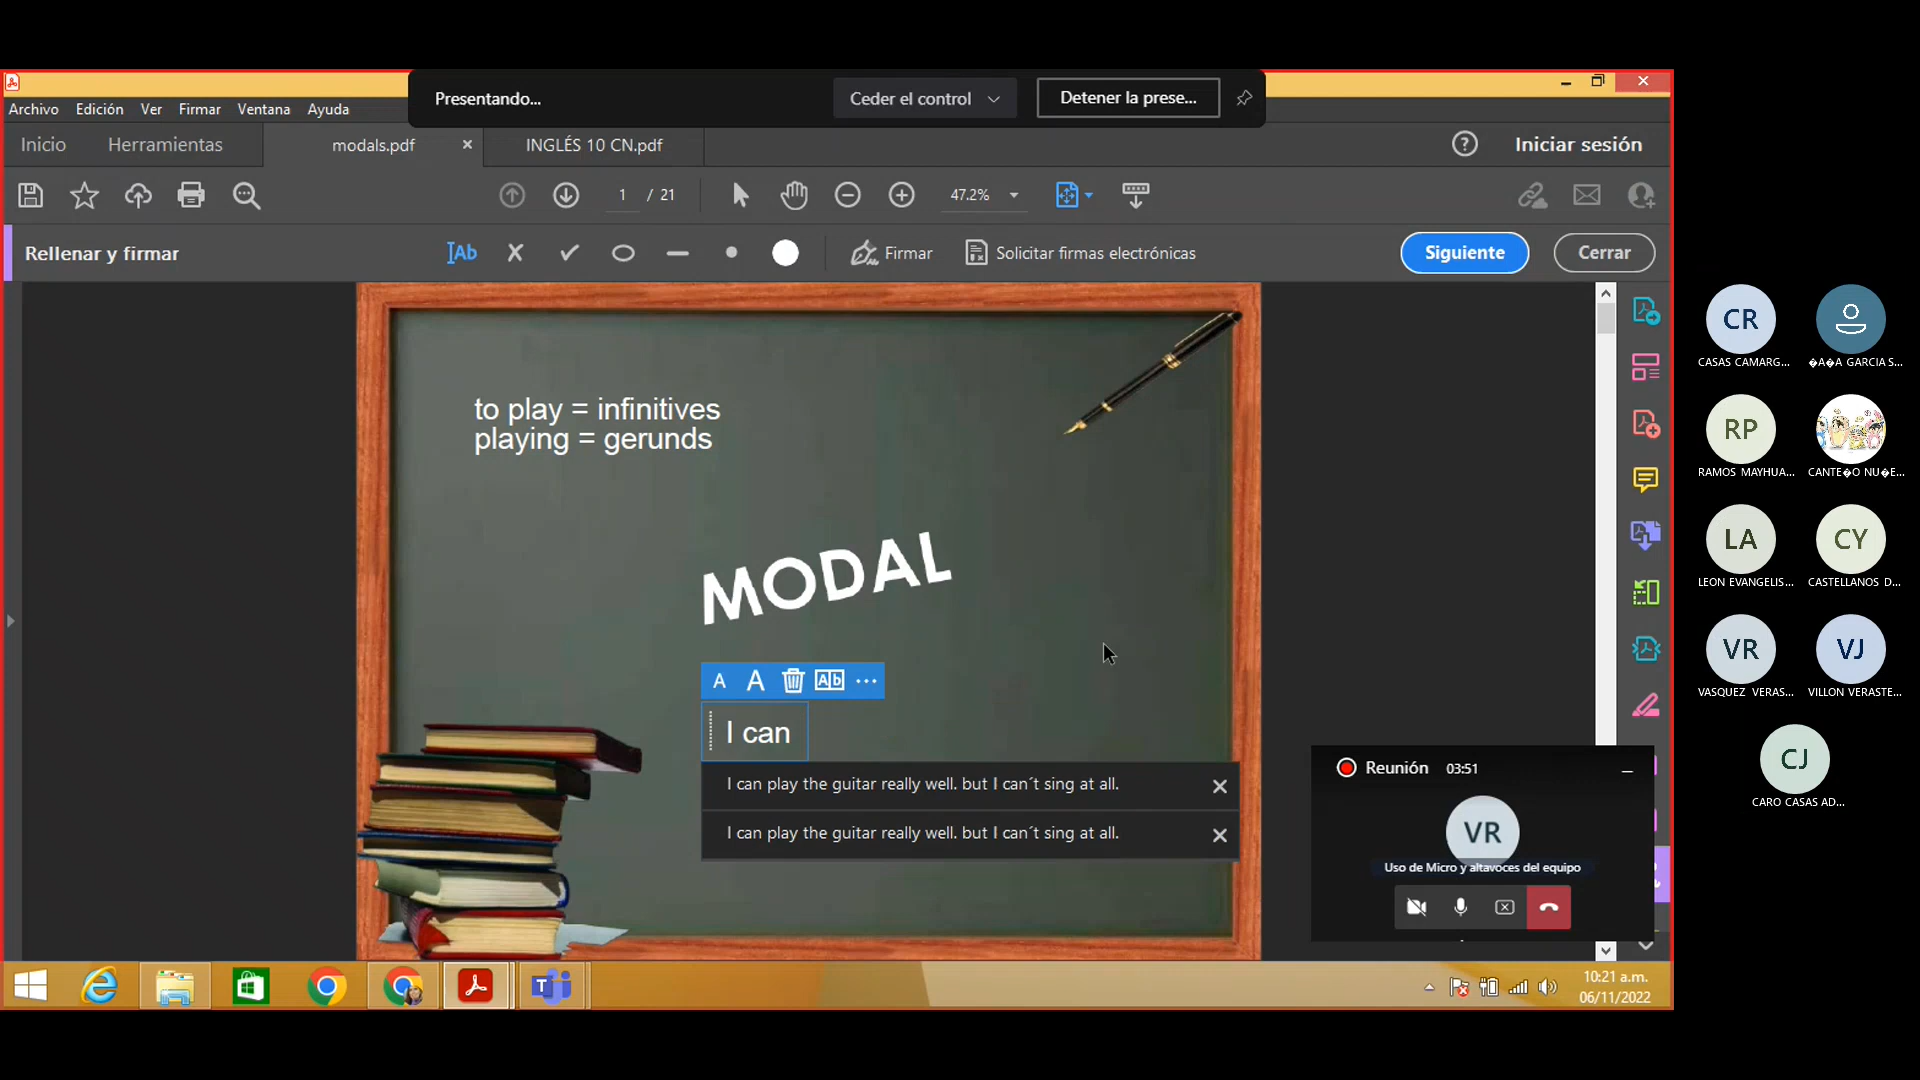 Presentando...
Ceder el control
Detener la prese...
Archivo Edición Ver Firmar Ventana Ayuda
Inicio Herramientas modals.pdf INGLÉS 10 CN.pdf Iniciar sesión
1 / 21 47.2%
Rellenar y firmar
Ab Firmar Solicitar firmas electrónicas Siguiente Cerrar
to play = infinitives
playing = gerunds
MODAL
A A Ab ...
I can
I can play the guitar really well. but I can´t sing at all.
I can play the guitar really well. but I can´t sing at all.
Reunión 03:51
VR
Uso de Micro y altavoces del equipo
10:21 a.m.
06/11/2022
CR
CASAS CAMARG... �A�A GARCIA S...
RP
RAMOS MAYHUA... CANTE�O NU�E...
LA CY
LEON EVANGELIS... CASTELLANOS D...
VR VJ
VASQUEZ VERAS... VILLON VERASTE...
CJ
CARO CASAS AD...